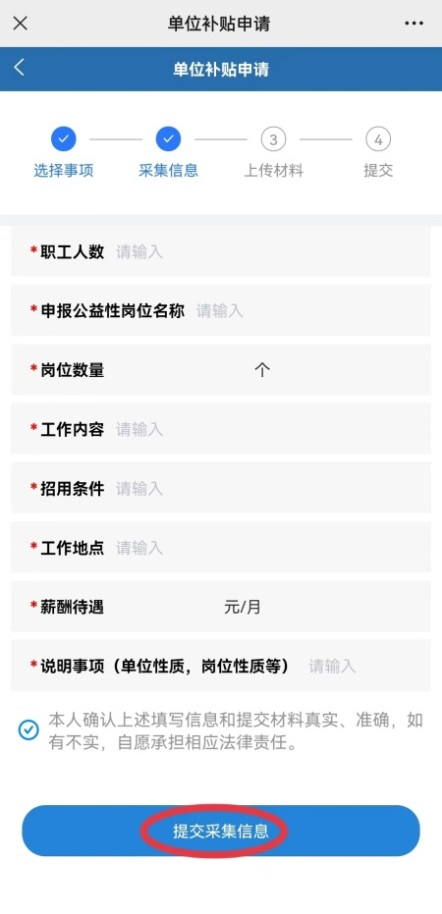 单位补贴申请
单位补贴申请
3 4
选择事项 采集信息 上传材料 提交
*职工人数 请输入
*申报公益性岗位名称 请输入
*岗位数量 个
*工作内容 请输入
*招用条件 请输入
*工作地点 请输入
*薪酬待遇 元/月
*说明事项（单位性质，岗位性质等） 请输入
本人确认上述填写信息和提交材料真实、准确，如
有不实，自愿承担相应法律责任。
提交采集信息